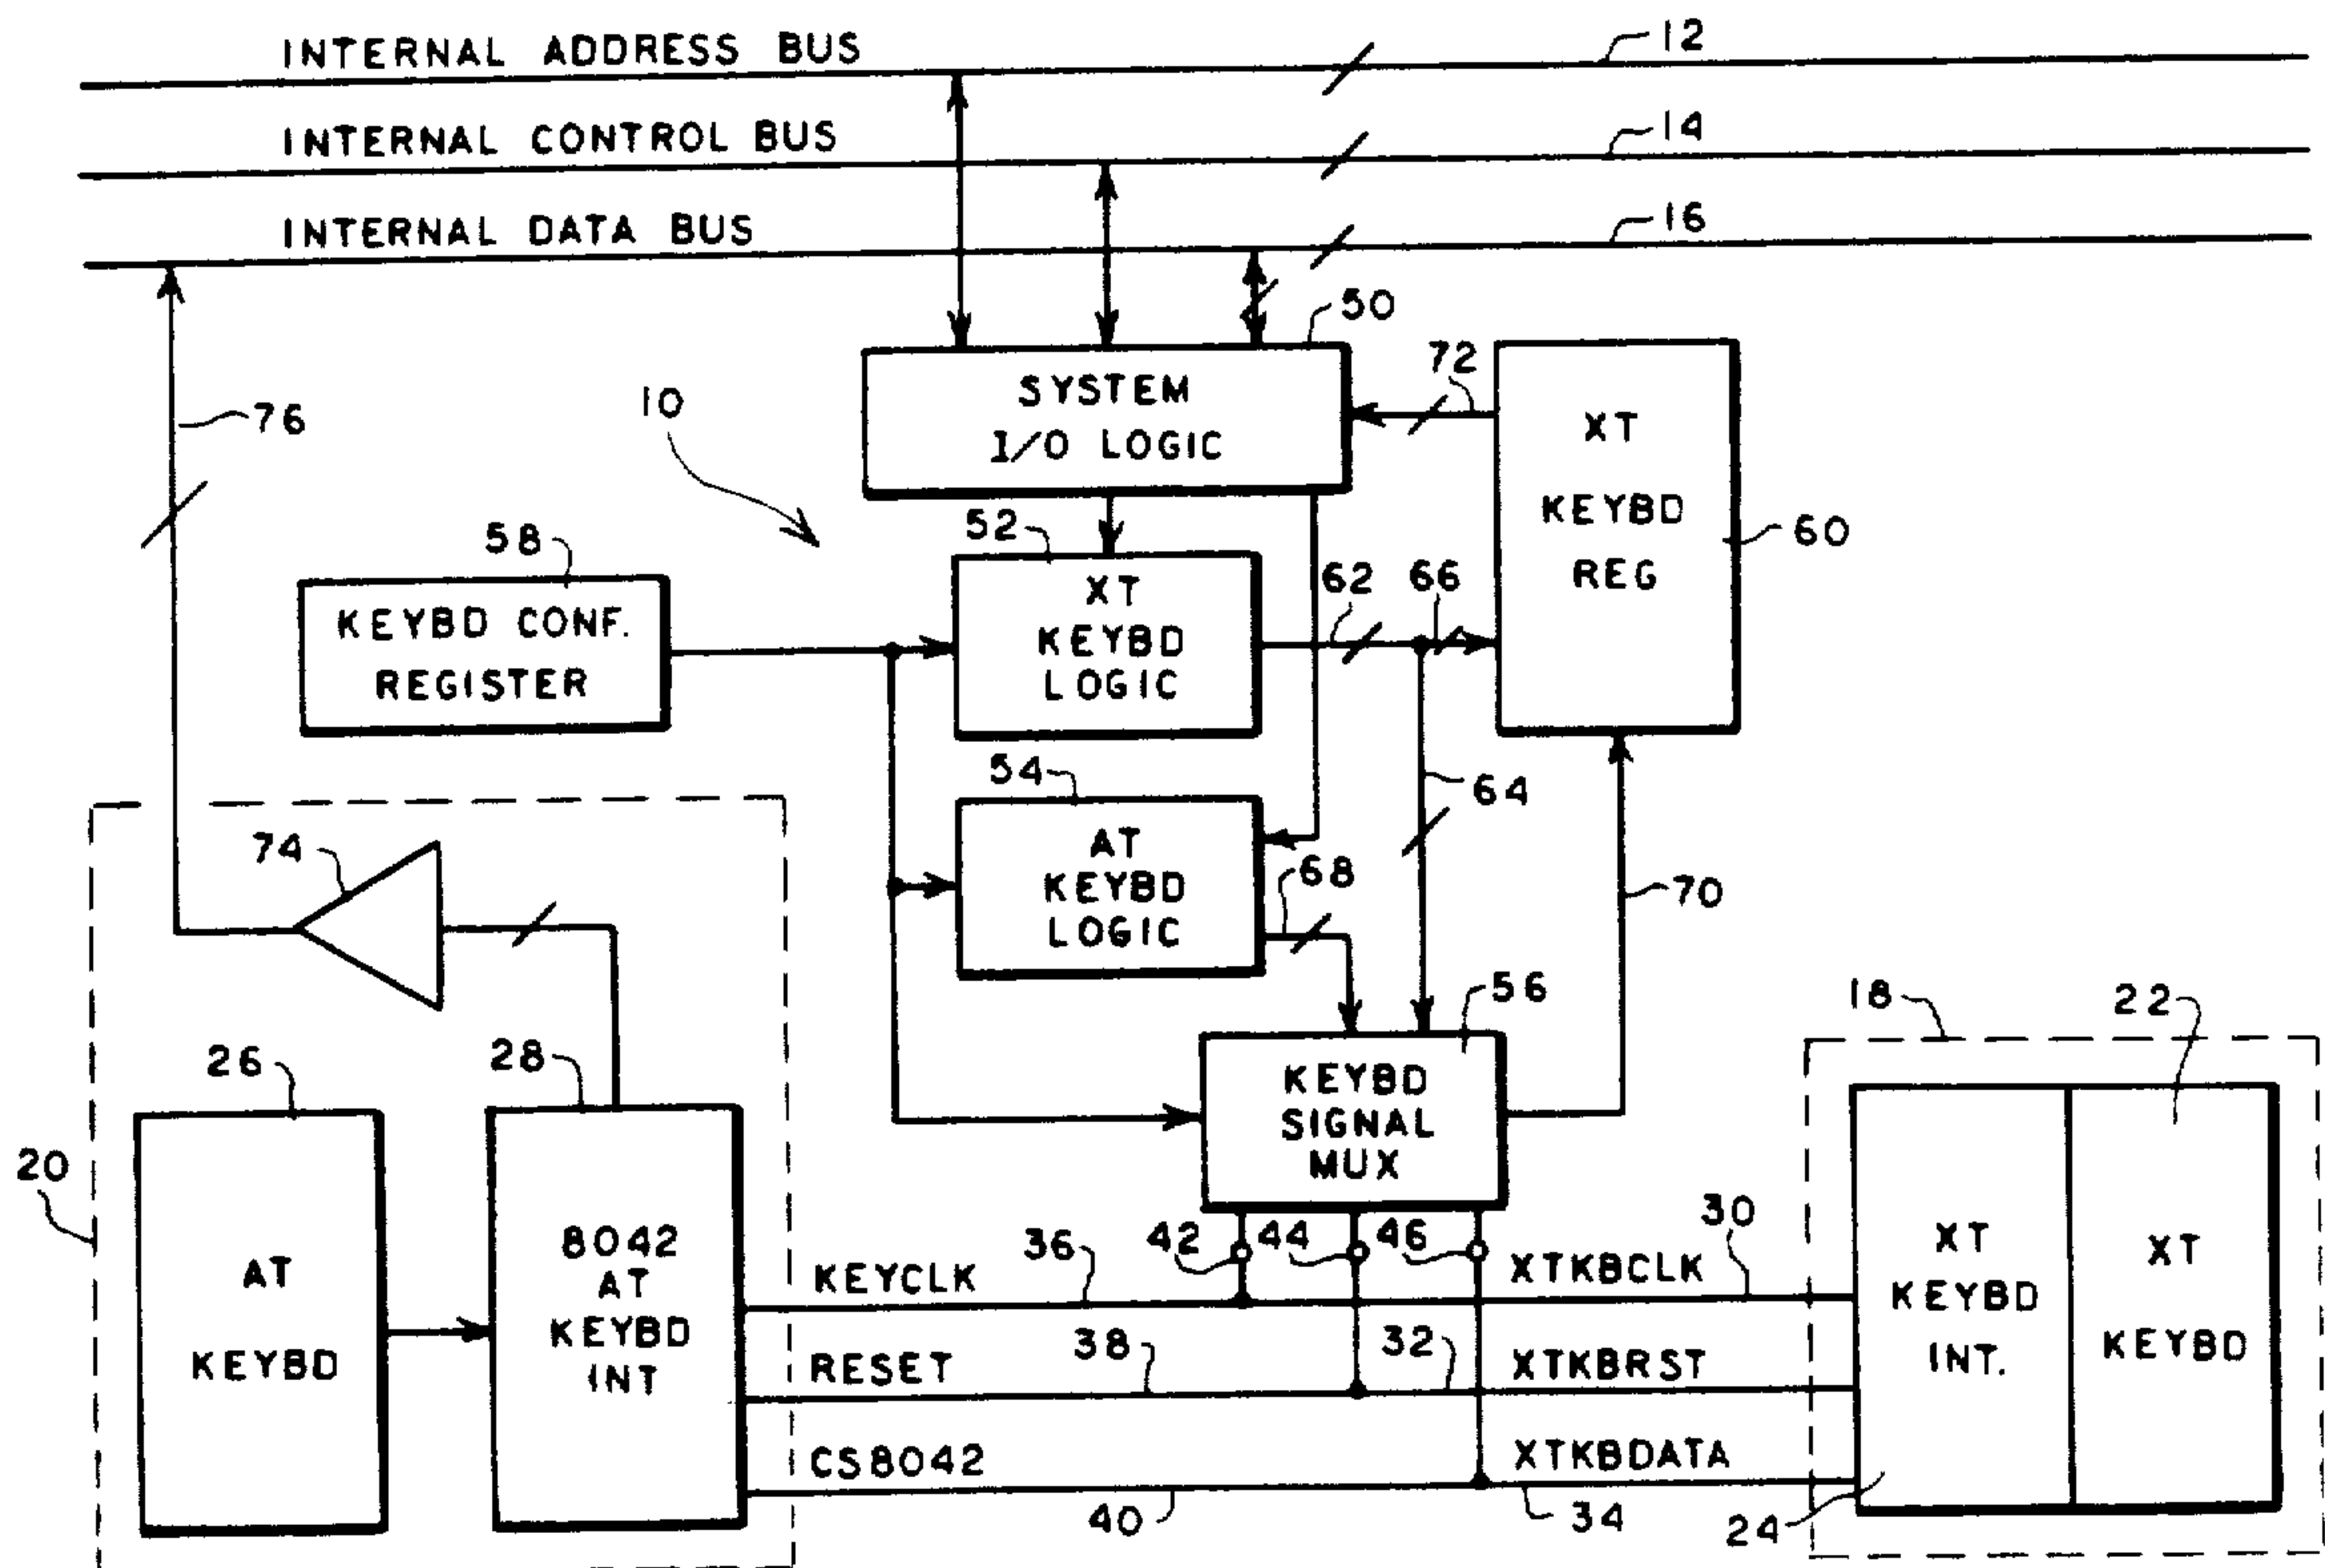 INTERNAL ADDRESS BUS
12
INTERNAL CONTROL BUS
14
INTERNAL DATA BUS
16
50
SYSTEM
I/O LOGIC
72
XT
KEYBD
REG
60
10
76
58
KEYBD CONF.
REGISTER
52
XT
KEYBD
LOGIC
62
66
54
AT
KEYBD
LOGIC
68
64
70
74
56
KEYBD
SIGNAL
MUX
18
22
26
28
20
AT
KEYBD
8042
AT
KEYBD
INT
KEYCLK
36
42
44
46
XTKBCLK
30
RESET
38
32
XTKBRST
CS8042
40
XTKBDATA
34
24
XT
KEYBD
INT.
XT
KEYBD